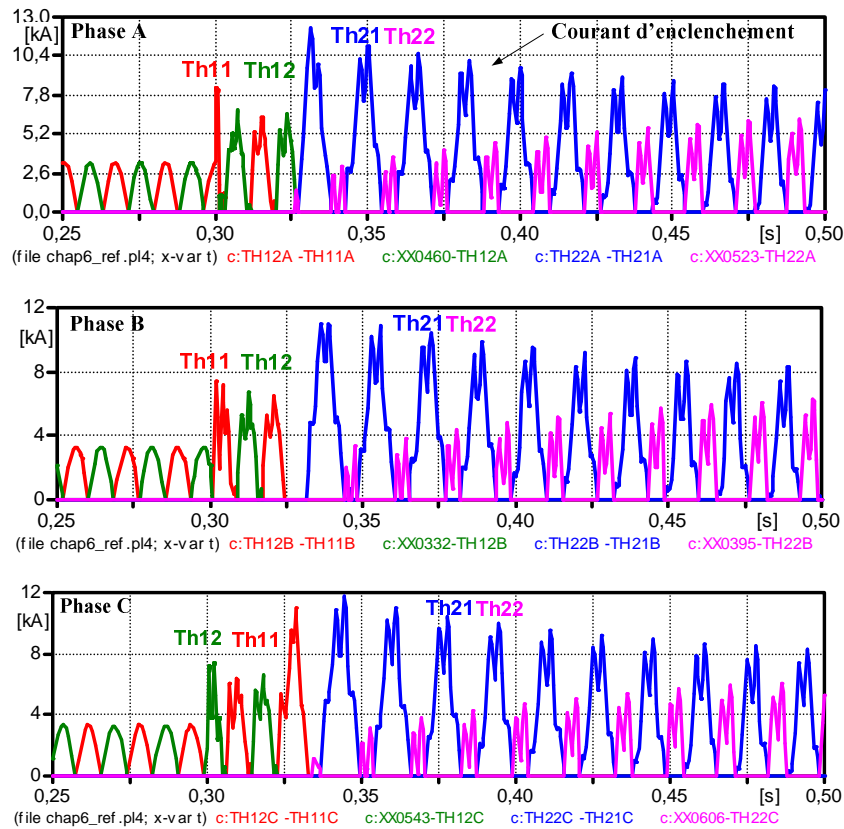 13.0
[kA]
Phase A
Th21 Th22
Courant d'enclenchement
10,4
Th11 Th12
7,8
5,2
2,6
0,0
0,25 0,30 0,35 0,40 0,45 [s] 0,50
(file chap6_ref.pl4; x-var t) c:TH12A -TH11A c:XX0460-TH12A c:TH22A -TH21A c:XX0523-TH22A
12
[kA]
Phase B
Th21 Th22
Th11 Th12
8
4
0
0,25 0,30 0,35 0,40 0,45 [s] 0,50
(file chap6_ref.pl4; x-var t) c:TH12B -TH11B c:XX0332-TH12B c:TH22B -TH21B c:XX0395-TH22B
12
[kA]
Phase C
Th21 Th22
Th12 Th11
8
4
0
0,25 0,30 0,35 0,40 0,45 [s] 0,50
(file chap6_ref.pl4; x-var t) c:TH12C -TH11C c:XX0543-TH12C c:TH22C -TH21C c:XX0606-TH22C